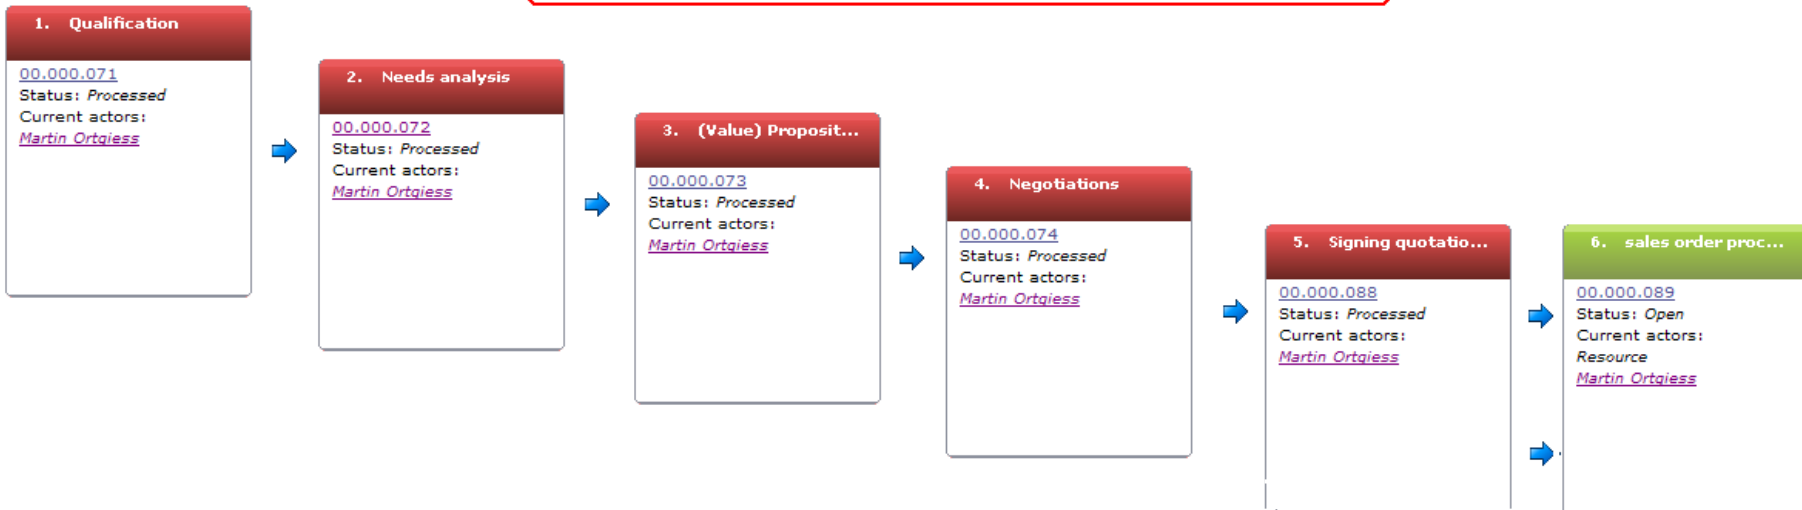 1. Qualification
00.000.071
Status: Processed
Current actors:
Martin Ortgiess
2. Needs analysis
00.000.072
Status: Processed
Current actors:
Martin Ortgiess
3. (Value) Proposit...
00.000.073
Status: Processed
Current actors:
Martin Ortgiess
4. Negotiations
00.000.074
Status: Processed
Current actors:
Martin Ortgiess
5. Signing quotatio...
00.000.088
Status: Processed
Current actors:
Martin Ortgiess
6. sales order proc...
00.000.089
Status: Open
Current actors:
Resource
Martin Ortgiess